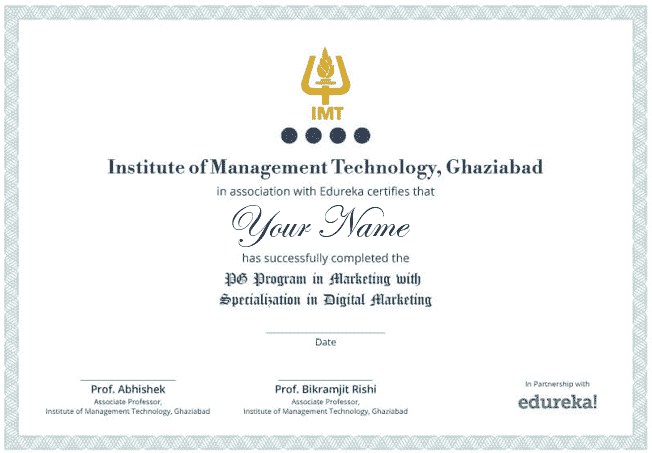 IMT
Institute of Management Technology, Ghaziabad
in association with Edureka certifies that
Your Name
has successfully completed the
PG Program in Marketing with
Specialization in Digital Marketing
Date
Prof. Abhishek
Associate Professor,
Institute of Management Technology, Ghaziabad
Prof. Bikramjit Rishi
Associate Professor,
Institute of Management Technology, Ghaziabad
In Partnership with
edureka!